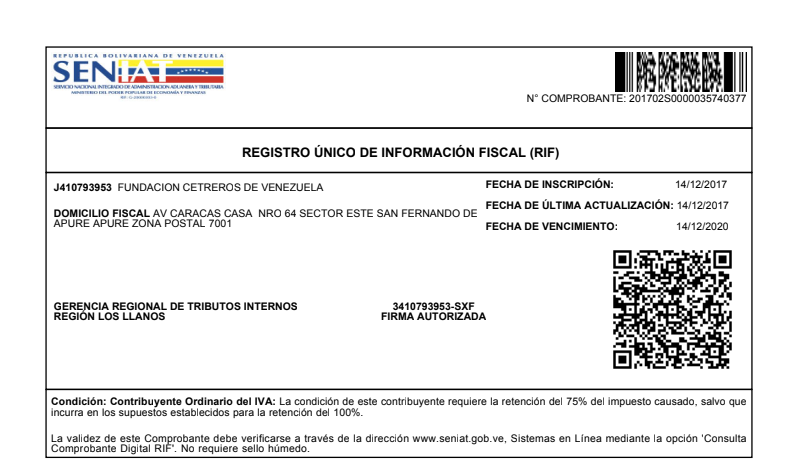 REPUBLICA BOLIVARIANA DE VENEZUELA
SENIAT
SERVICIO NACIONAL INTEGRADO DE ADMINISTRACION ADUANERA Y TRIBUTARIA
MINISTERIO DEL PODER POPULAR DE ECONOMÍA Y FINANZAS
N° COMPROBANTE: 201702S0000035740377
REGISTRO ÚNICO DE INFORMACIÓN FISCAL (RIF)
J410793953 FUNDACION CETREROS DE VENEZUELA
FECHA DE INSCRIPCIÓN: 14/12/2017
DOMICILIO FISCAL AV CARACAS CASA NRO 64 SECTOR ESTE SAN FERNANDO DE
APURE APURE ZONA POSTAL 7001
FECHA DE ÚLTIMA ACTUALIZACIÓN: 14/12/2017
FECHA DE VENCIMIENTO: 14/12/2020
GERENCIA REGIONAL DE TRIBUTOS INTERNOS
REGIÓN LOS LLANOS
3410793953-SXF
FIRMA AUTORIZADA
Condición: Contribuyente Ordinario del IVA: La condición de este contribuyente requiere la retención del 75% del impuesto causado, salvo que
incurra en los supuestos establecidos para la retención del 100%.
La validez de este Comprobante debe verificarse a través de la dirección www.seniat.gob.ve, Sistemas en Línea mediante la opción 'Consulta
Comprobante Digital RIF'. No requiere sello húmedo.